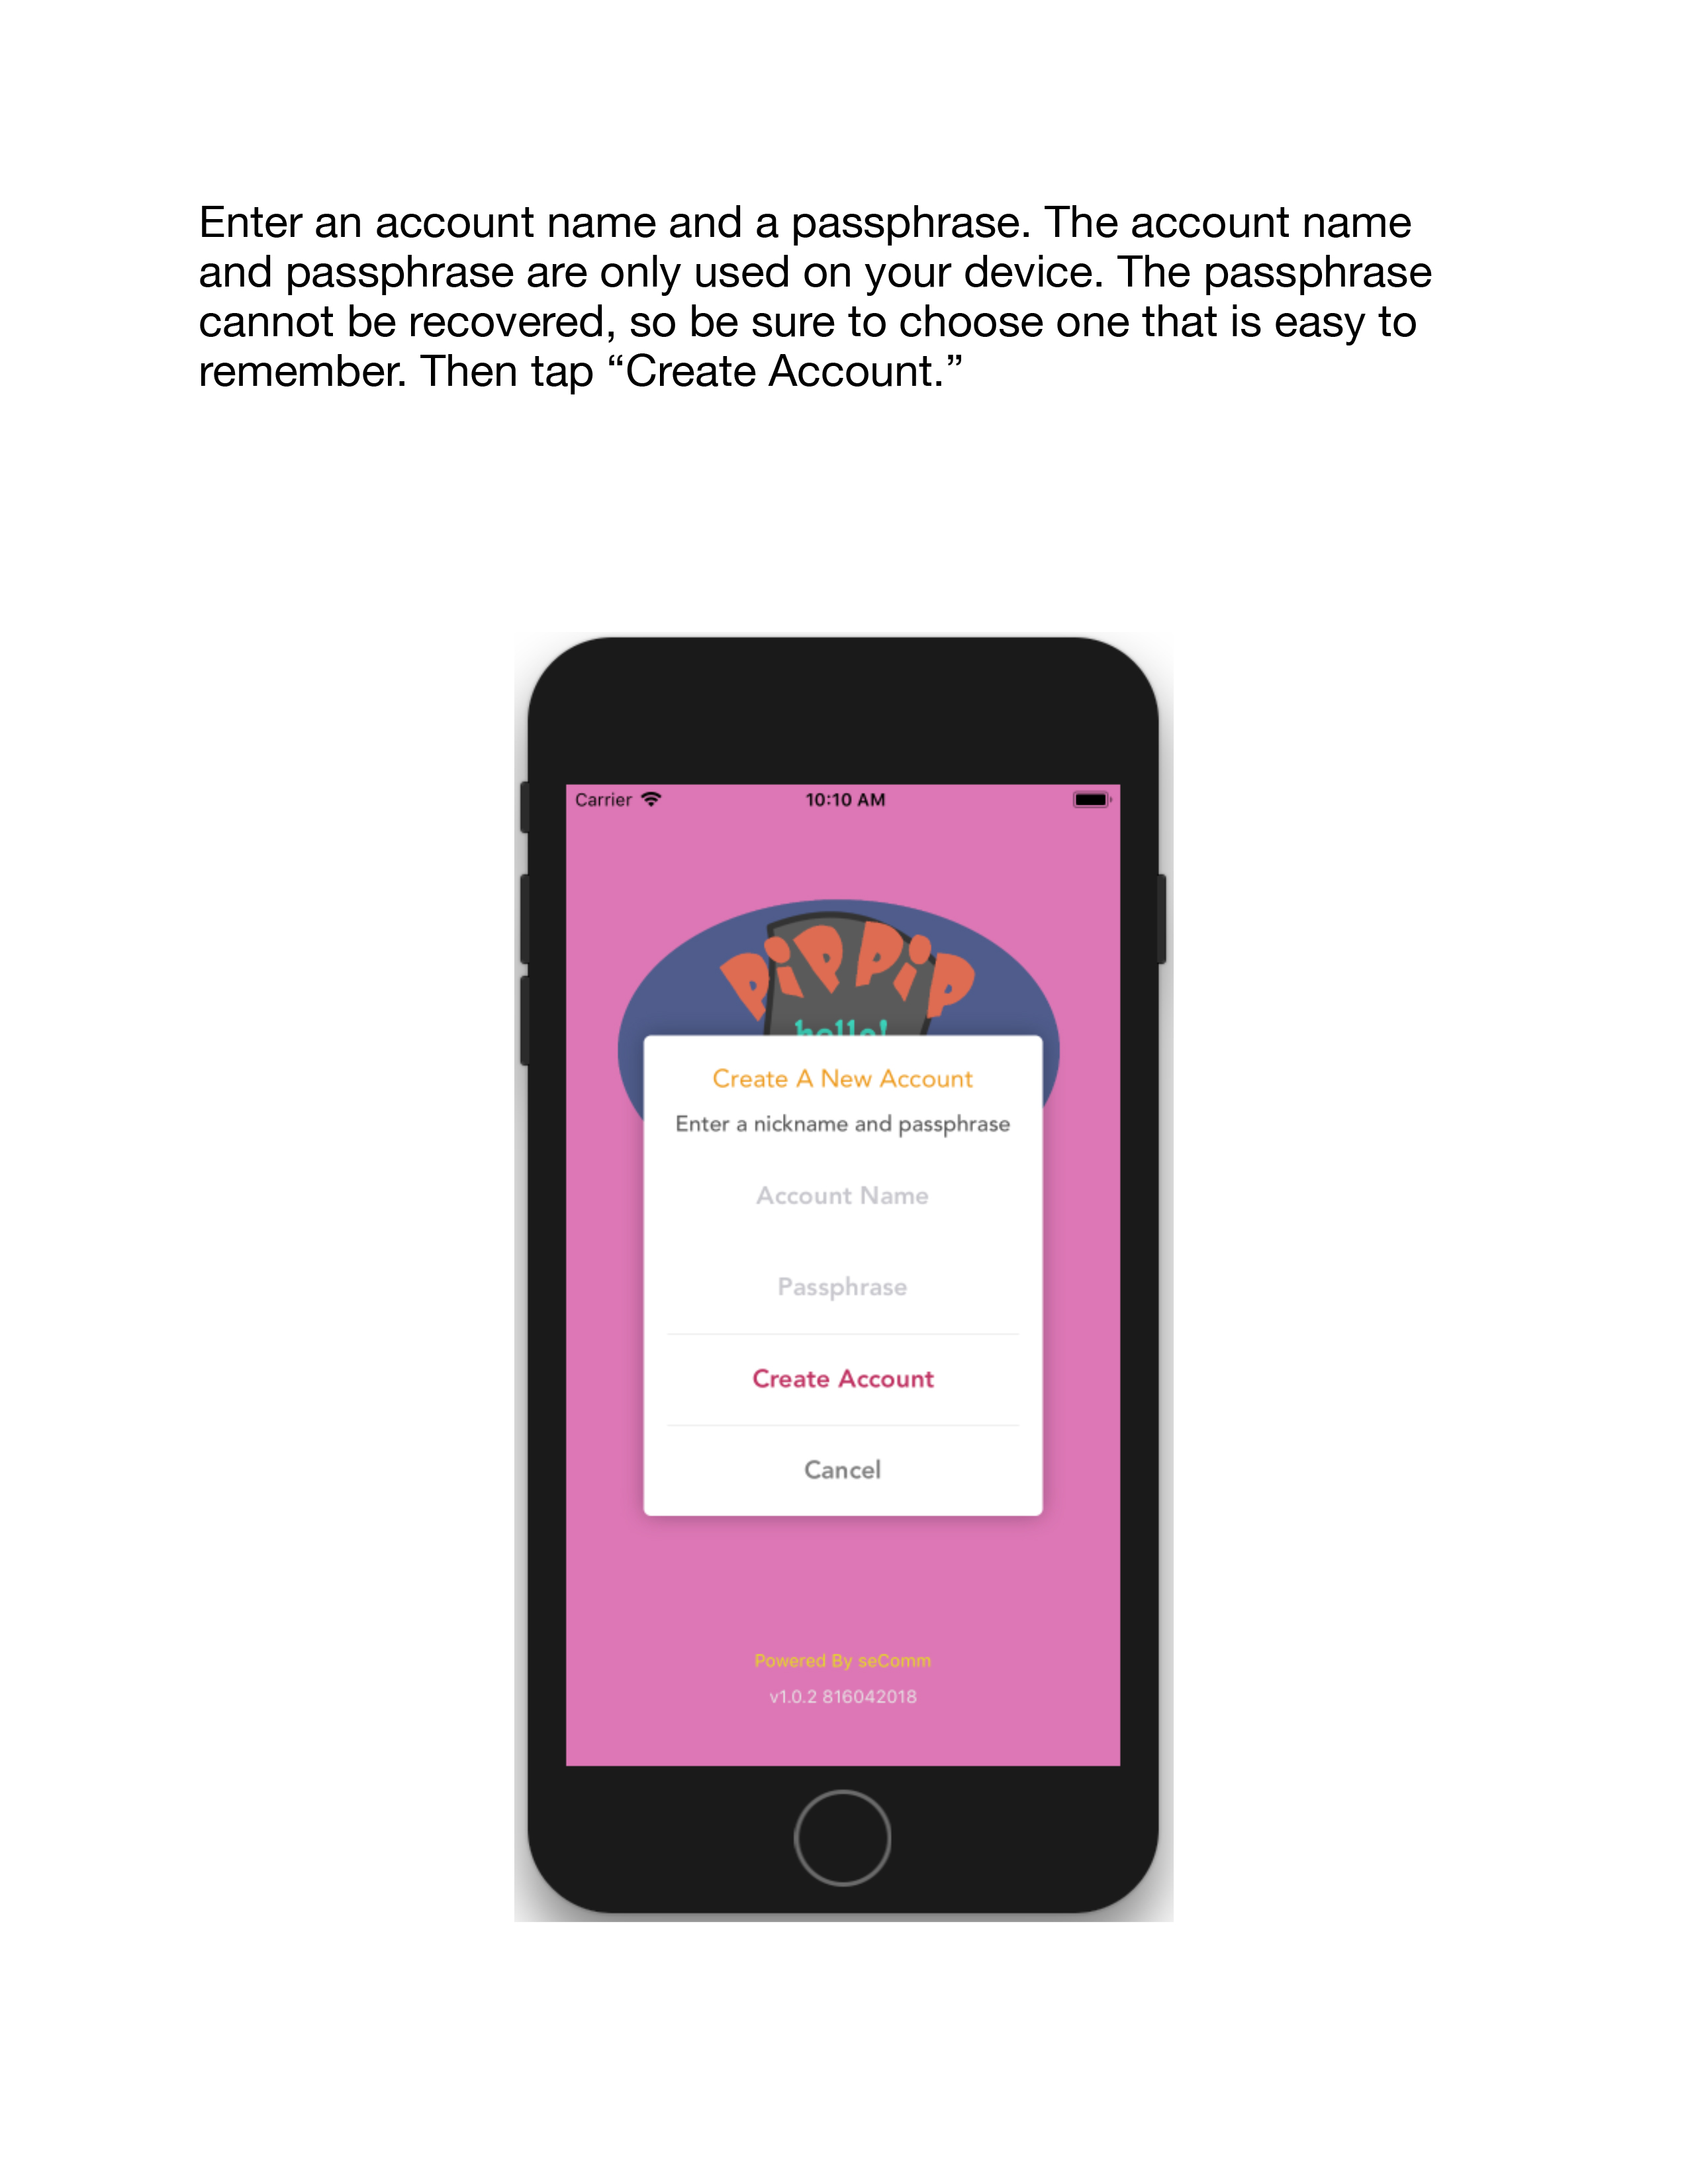 Enter an account name and a passphrase. The account name
and passphrase are only used on your device. The passphrase
cannot be recovered, so be sure to choose one that is easy to
remember. Then tap “Create Account.”
Carrier 10:10 AM
PiPPiP
hello!
Create A New Account
Enter a nickname and passphrase
Account Name
Passphrase
Create Account
Cancel
Powered By seComm
v1.0.2 816042018